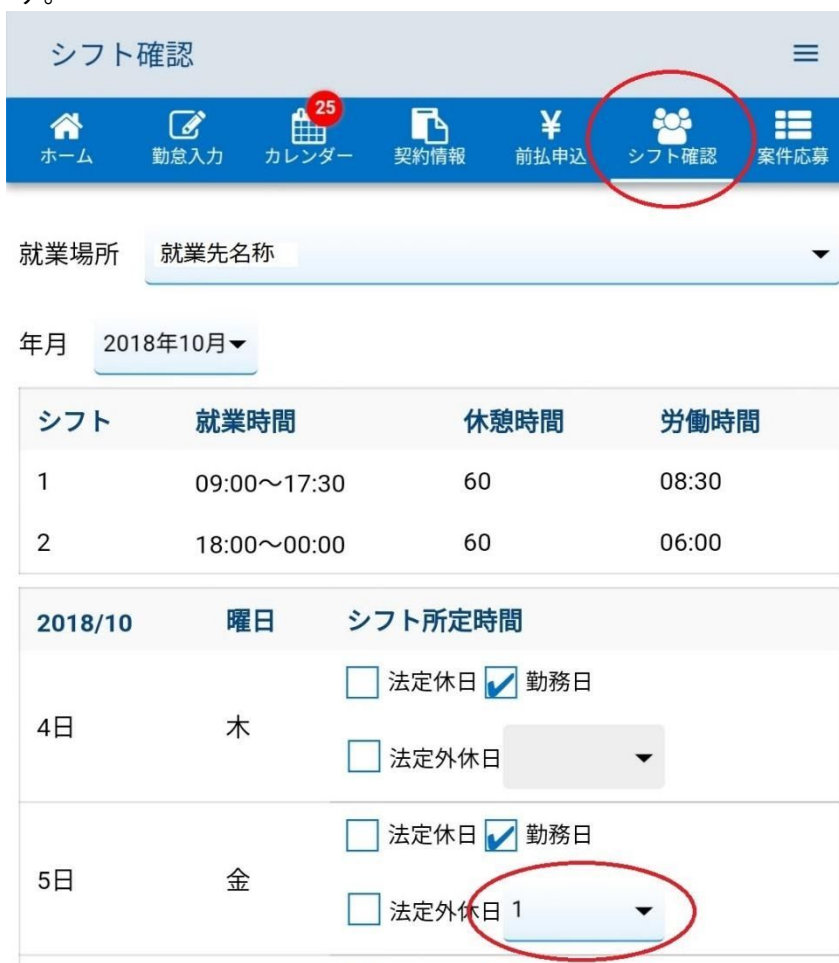 す。
シフト確認
25
ホーム 勤怠入力 カレンダー 契約情報 前払申込 シフト確認 案件応募
就業場所 就業先名称
年月 2018年10月
シフト 就業時間 休憩時間 労働時間
1 09:00～17:30 60 08:30
2 18:00～00:00 60 06:00
2018/10 曜日 シフト所定時間
法定休日 勤務日
4日 木
法定外休日
法定休日 勤務日
5日 金
法定外休日 1